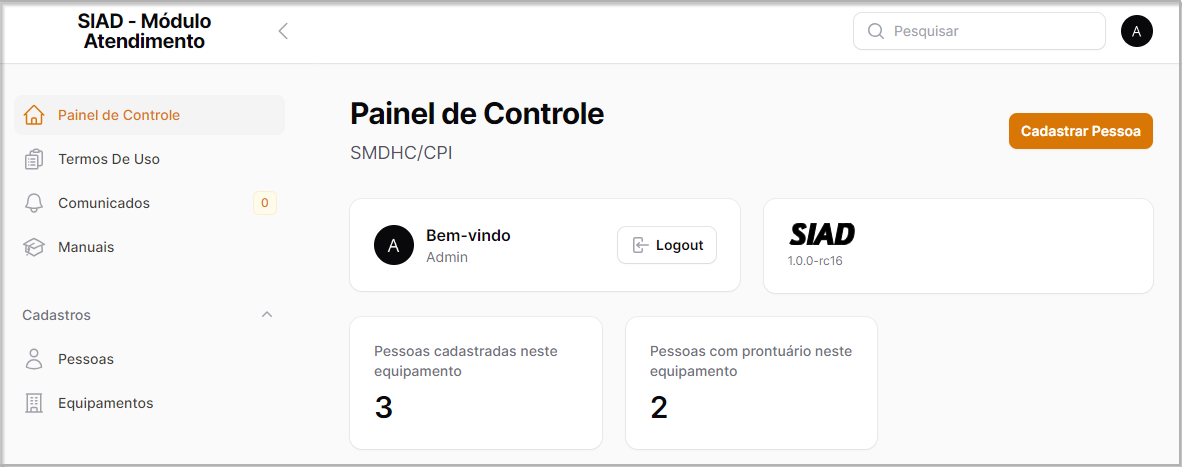 SIAD - Módulo
Atendimento
Pesquisar
A
Painel de Controle
Termos De Uso
Comunicados
0
Manuais
Cadastros
Pessoas
Equipamentos
Painel de Controle
SMDHC/CPI
Cadastrar Pessoa
A
Bem-vindo
Admin
Logout
SIAD
1.0.0-rc16
Pessoas cadastradas neste
equipamento
3
Pessoas com prontuário neste
equipamento
2